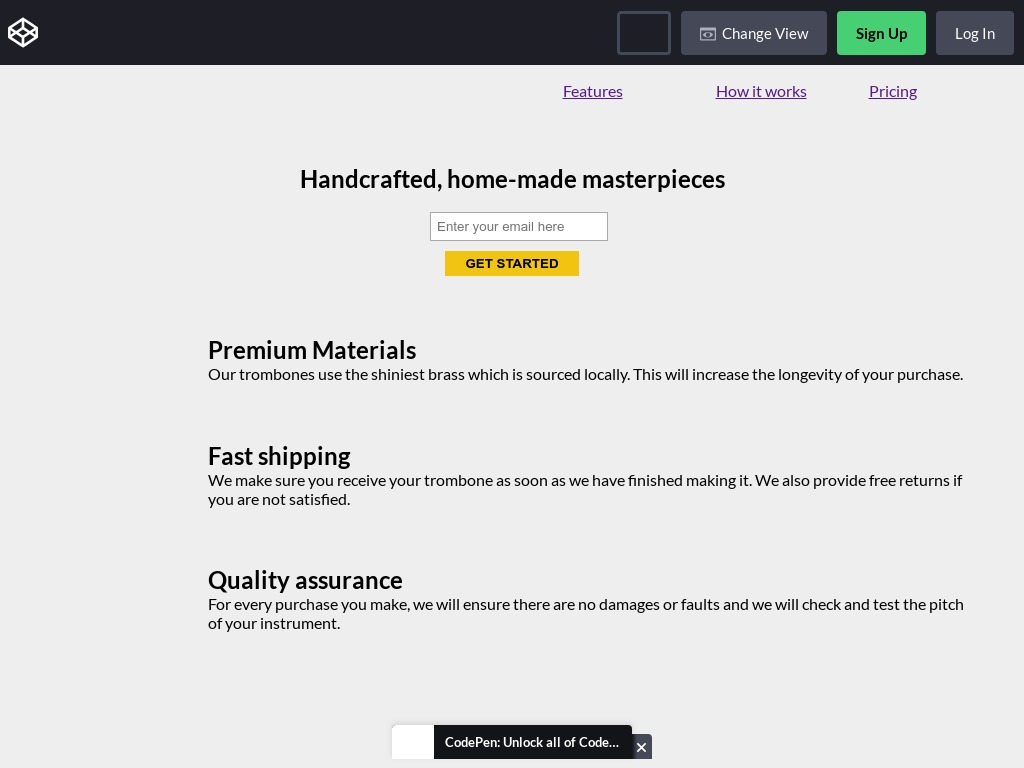 Change View
Sign Up
Log In
Features
How it works
Pricing
Handcrafted, home-made masterpieces
Enter your email here
GET STARTED
Premium Materials
Our trombones use the shiniest brass which is sourced locally. This will increase the longevity of your purchase.
Fast shipping
We make sure you receive your trombone as soon as we have finished making it. We also provide free returns if
you are not satisfied.
Quality assurance
For every purchase you make, we will ensure there are no damages or faults and we will check and test the pitch
of your instrument.
CodePen: Unlock all of Code...